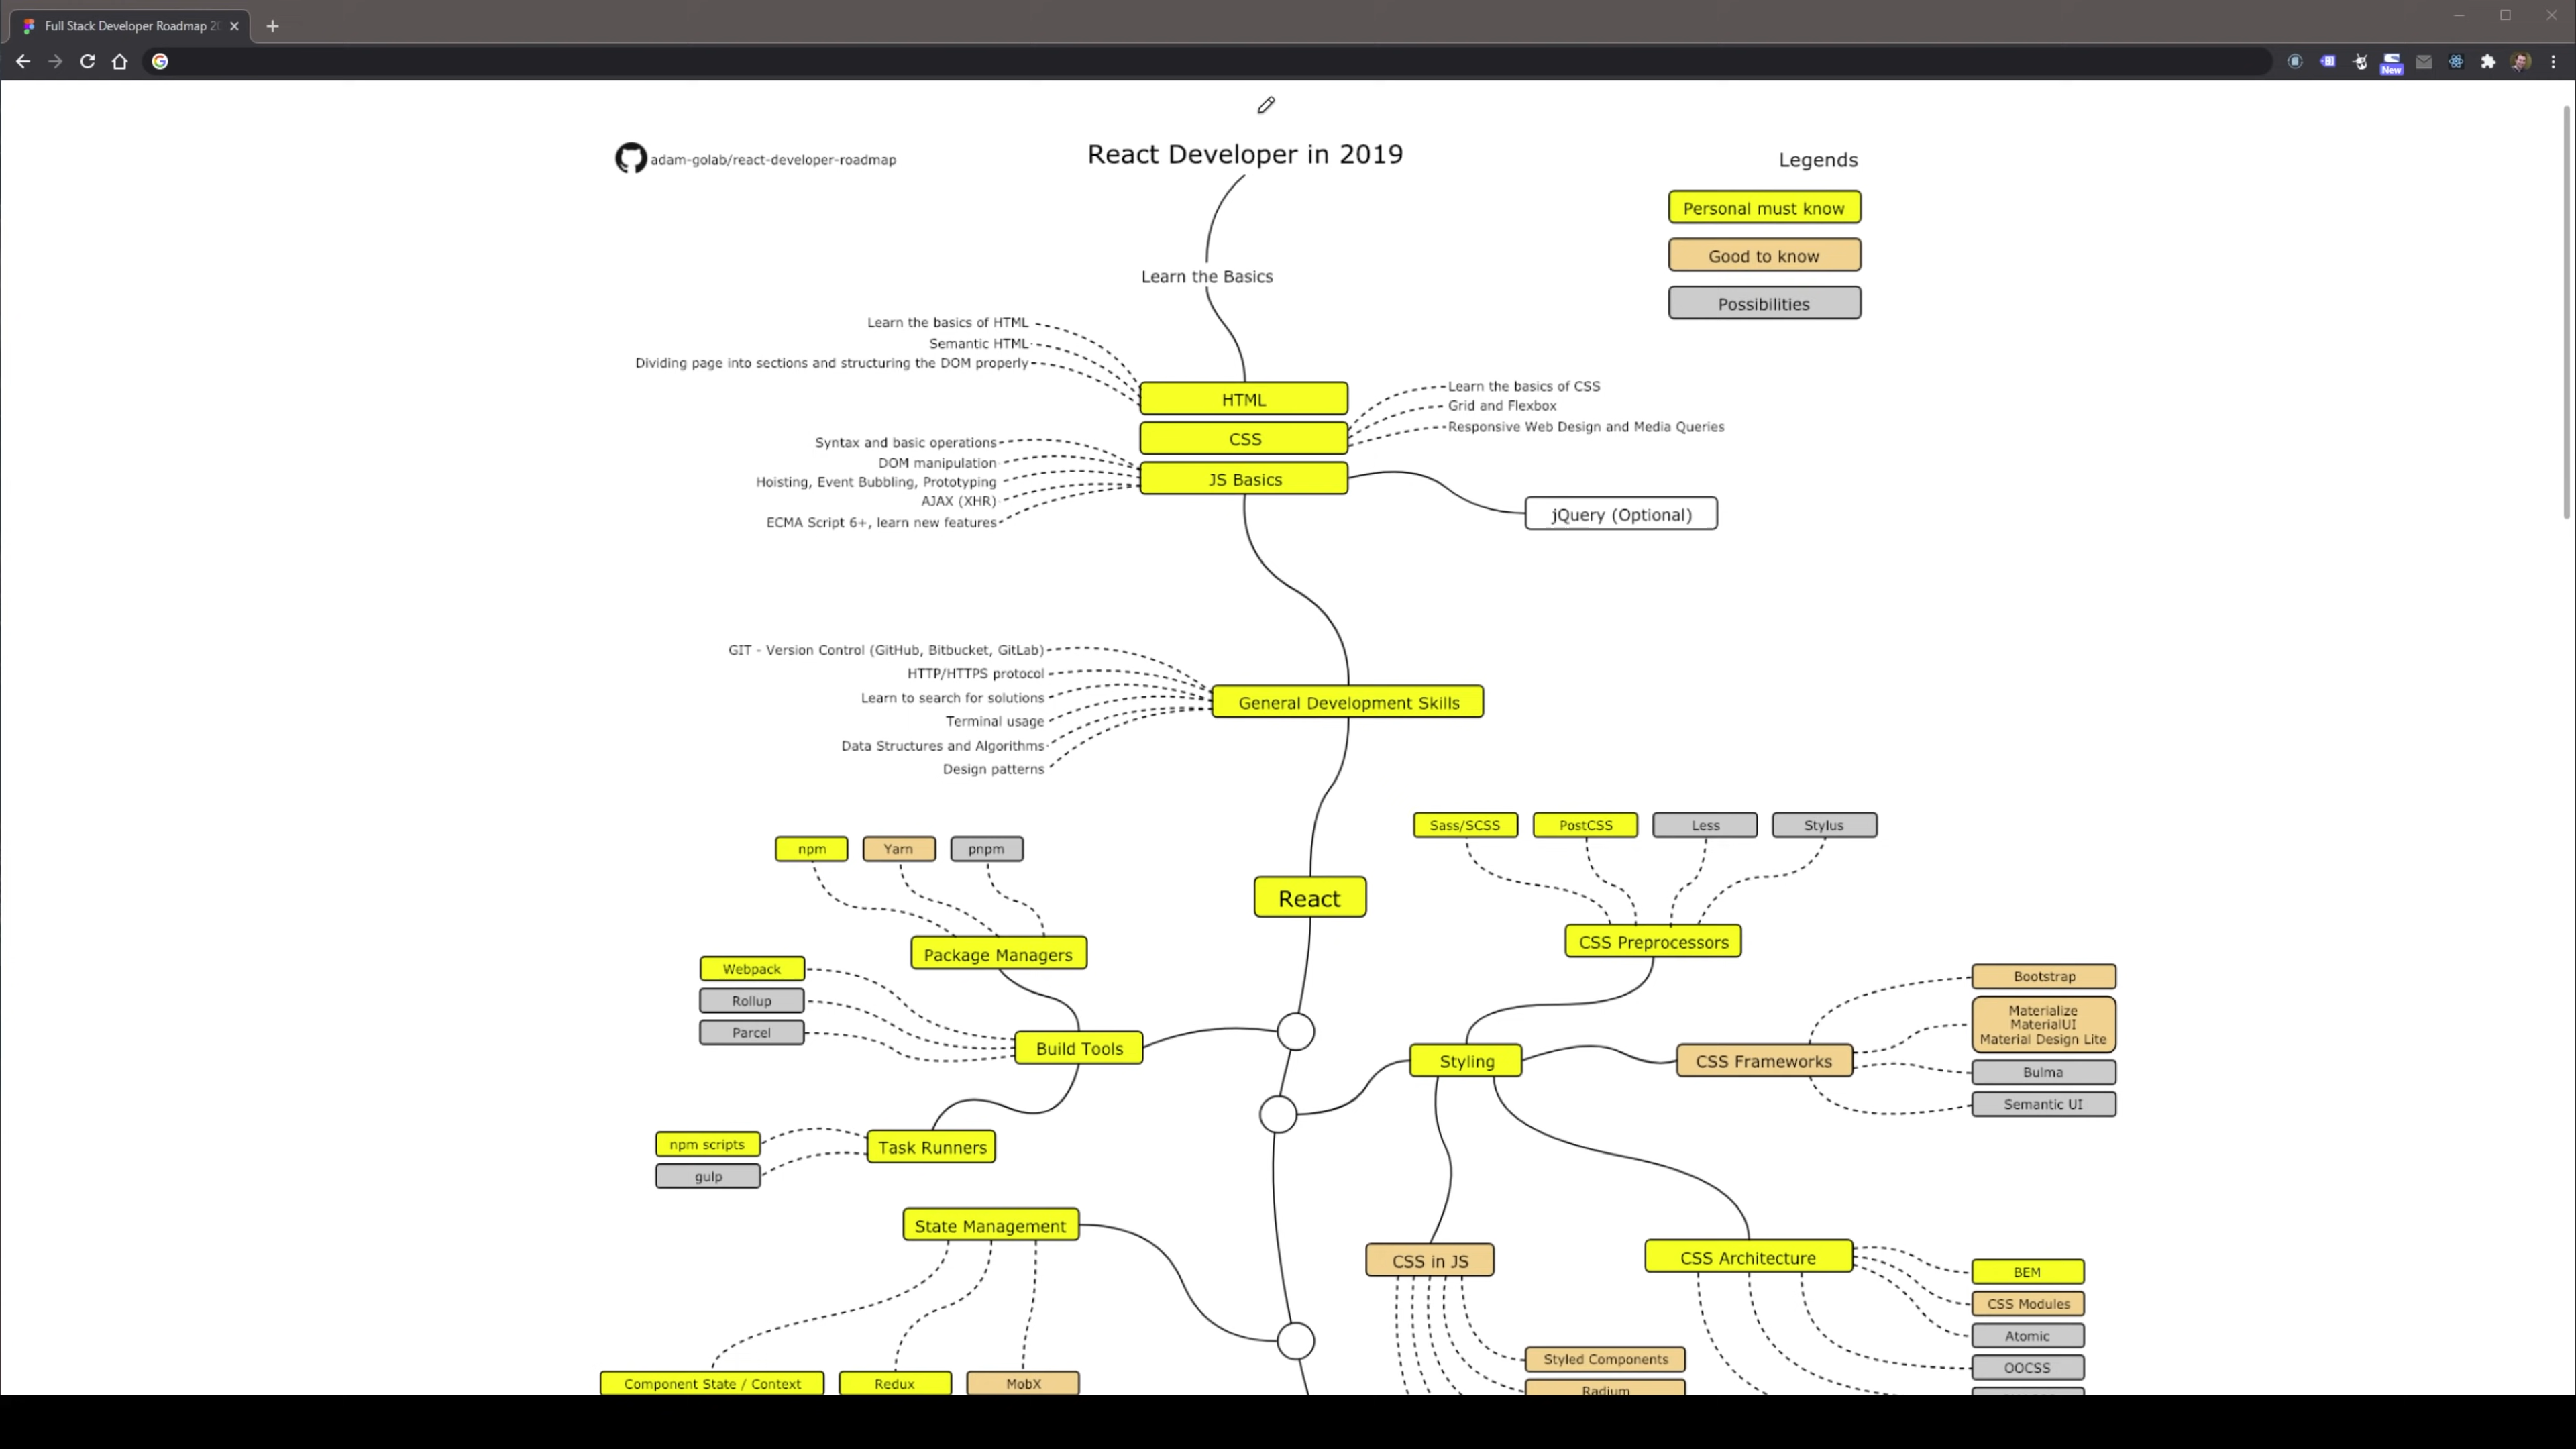 Full Stack Developer Roadmap 20
New
adam-golab/react-developer-roadmap
React Developer in 2019
Legends
Personal must know
Good to know
Possibilities
Learn the Basics
Learn the basics of HTML
Semantic HTML
Dividing page into sections and structuring the DOM properly
HTML
CSS
JS Basics
Learn the basics of CSS
Grid and Flexbox
Responsive Web Design and Media Queries
Syntax and basic operations
DOM manipulation
Hoisting, Event Bubbling, Prototyping
AJAX (XHR)
ECMA Script 6+, learn new features
jQuery (Optional)
GIT - Version Control (GitHub, Bitbucket, GitLab)
HTTP/HTTPS protocol
Learn to search for solutions
Terminal usage
Data Structures and Algorithms
Design patterns
General Development Skills
npm
Yarn
pnpm
Sass/SCSS
PostCSS
Less
Stylus
React
Package Managers
CSS Preprocessors
Webpack
Rollup
Parcel
Build Tools
Styling
CSS Frameworks
Bootstrap
Materialize
MaterialUI
Material Design Lite
Bulma
Semantic UI
npm scripts
gulp
Task Runners
State Management
CSS in JS
CSS Architecture
BEM
CSS Modules
Atomic
OOCSS
Styled Components
Radium
Component State / Context
Redux
MobX